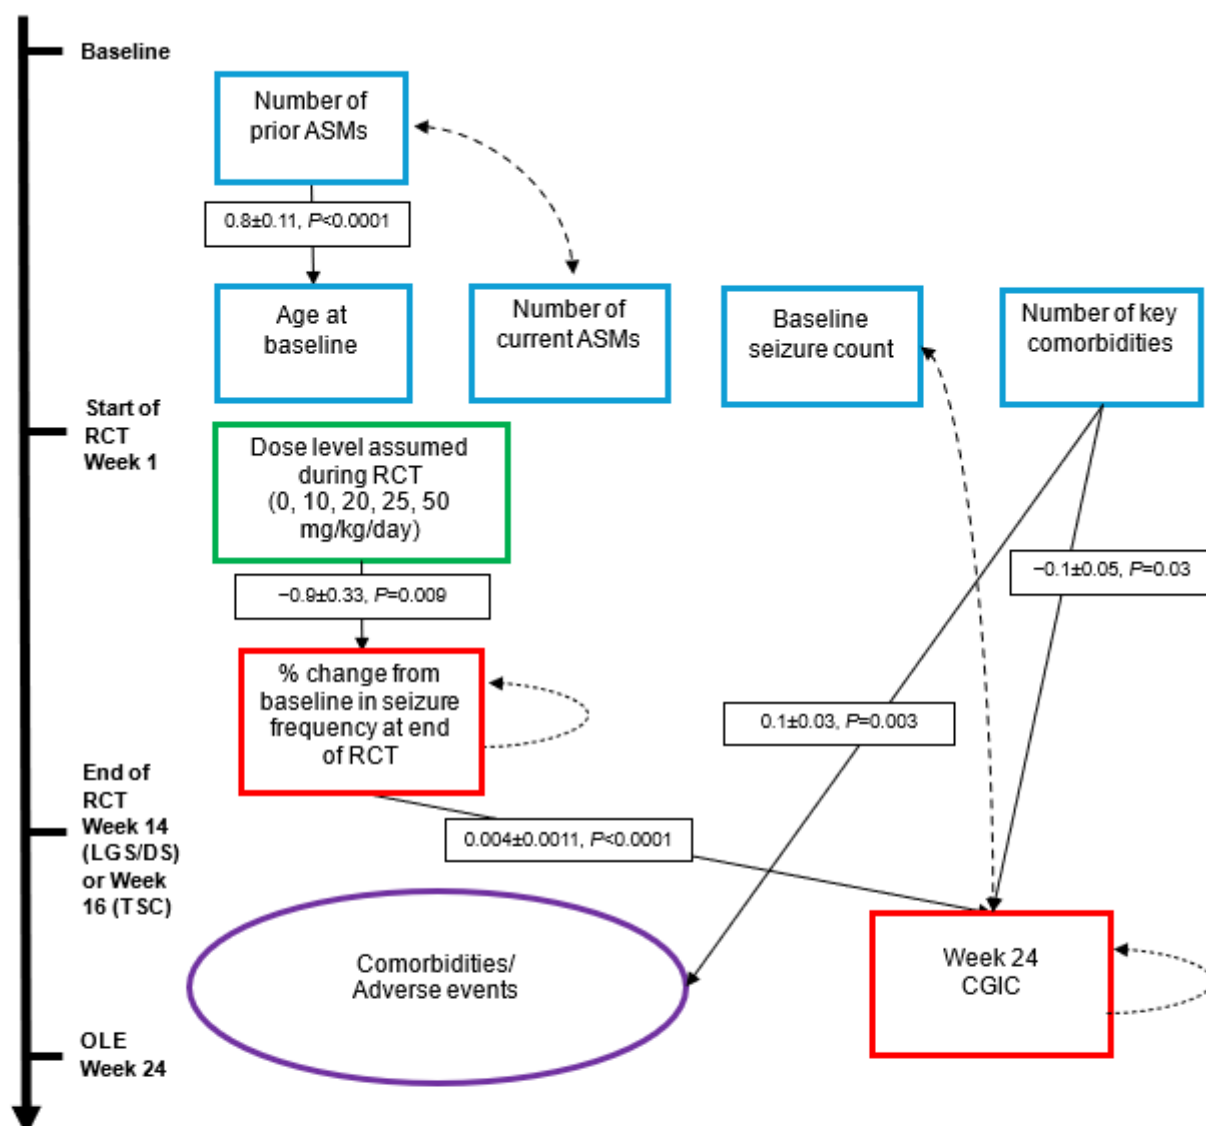 Baseline
Number of
prior ASMs
0.8±0.11, P<0.0001
Age at
baseline
Number of
current ASMs
Baseline
seizure count
Number of key
comorbidities
Start of
RCT
Week 1
Dose level assumed
during RCT
(0, 10, 20, 25, 50
mg/kg/day)
−0.9±0.33, P=0.009
−0.1±0.05, P=0.03
% change from
baseline in seizure
frequency at end
of RCT
0.1±0.03, P=0.003
End of
RCT
Week 14
(LGS/DS)
or Week
16 (TSC)
0.004±0.0011, P<0.0001
Comorbidities/
Adverse events
Week 24
CGIC
OLE
Week 24